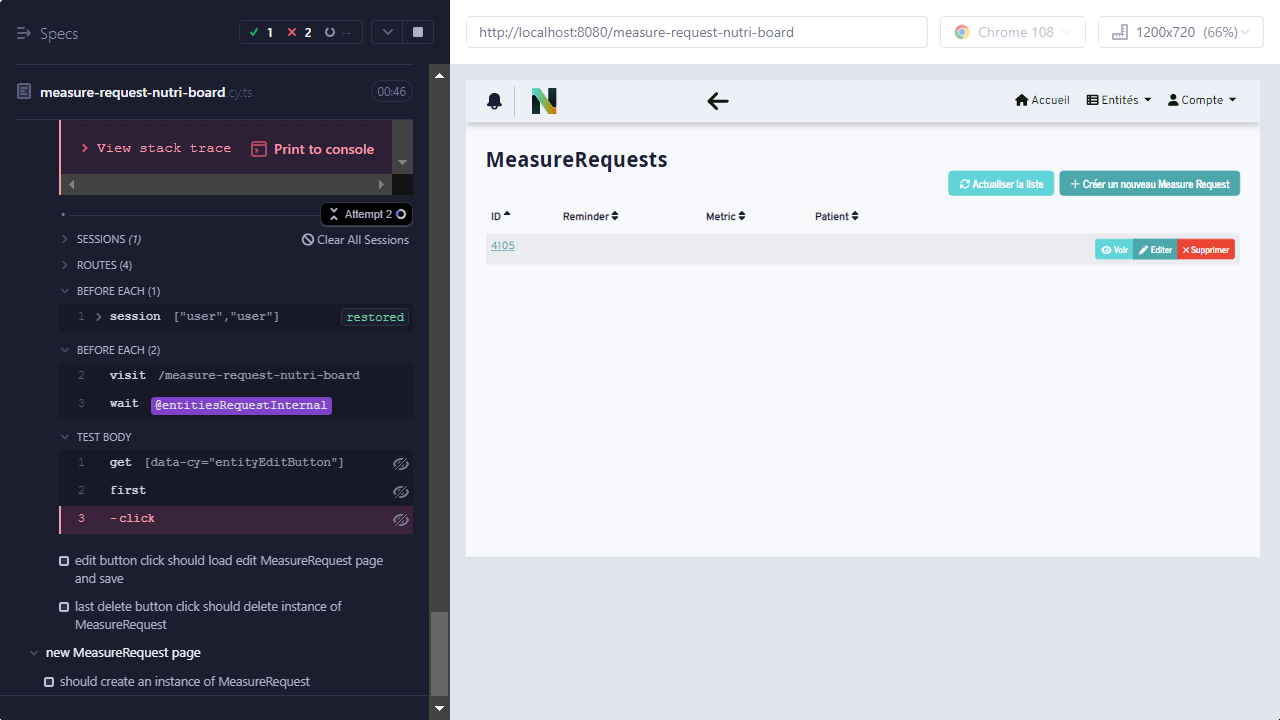 Specs
1
2
--
measure-request-nutri-board.cy.ts
00:46
View stack trace
Print to console
Attempt 2
SESSIONS (1)
Clear All Sessions
ROUTES (4)
BEFORE EACH (1)
1 session ["user","user"] restored
BEFORE EACH (2)
2 visit /measure-request-nutri-board
3 wait @entitiesRequestInternal
TEST BODY
1 get [data-cy="entityEditButton"]
2 first
3 -click
edit button click should load edit MeasureRequest page
and save
last delete button click should delete instance of
MeasureRequest
new MeasureRequest page
should create an instance of MeasureRequest
http://localhost:8080/measure-request-nutri-board
Chrome 108
1200x720 (66%)
Accueil
Entités
Compte
MeasureRequests
Actualiser la liste
Créer un nouveau Measure Request
ID Reminder Metric Patient
4105
Voir
Editer
Supprimer